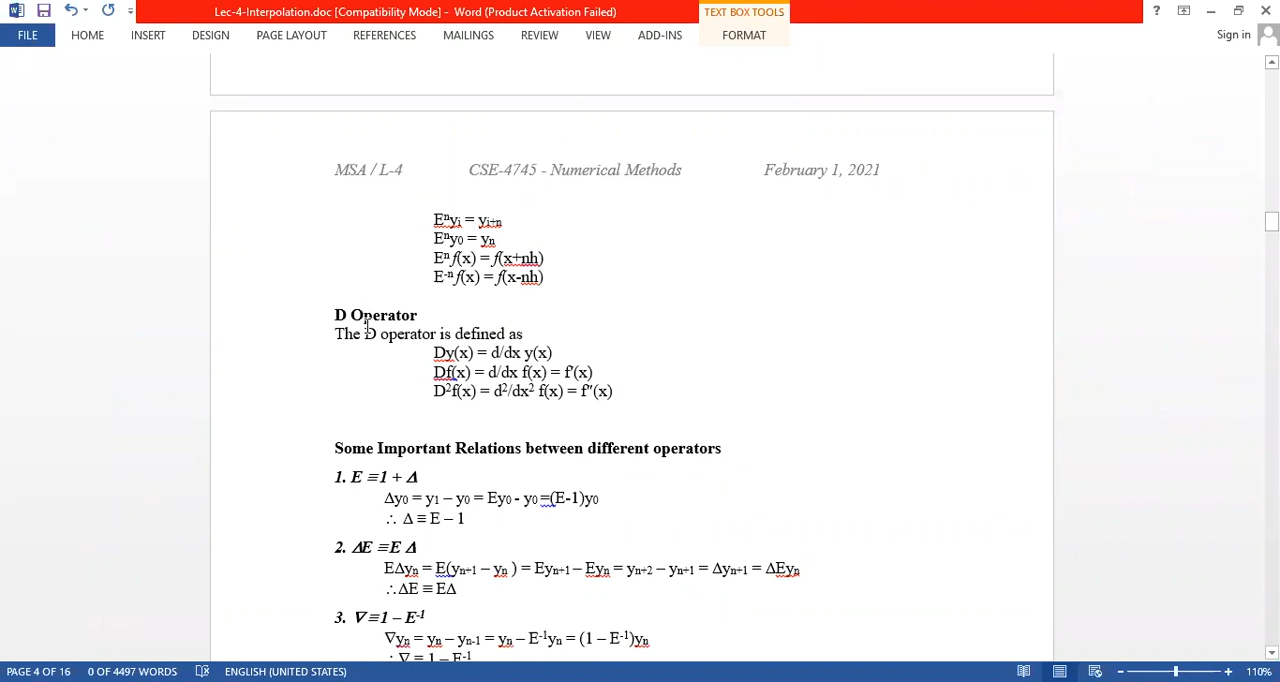 Lec-4-Interpolation.doc [Compatibility Mode] - Word (Product Activation Failed)
TEXT BOX TOOLS
?
FILE HOME INSERT DESIGN PAGE LAYOUT REFERENCES MAILINGS REVIEW VIEW ADD-INS FORMAT
Sign in
MSA / L-4 CSE-4745 - Numerical Methods February 1, 2021
Eⁿyᵢ = yᵢ₊ₙ
Eⁿy₀ = yₙ
Eⁿ f(x) = f(x+nh)
E⁻ⁿ f(x) = f(x-nh)
D Operator
The D operator is defined as
Dy(x) = d/dx y(x)
Df(x) = d/dx f(x) = f′(x)
D²f(x) = d²/dx² f(x) = f″(x)
Some Important Relations between different operators
1. E ≡1 + Δ
Δy₀ = y₁ – y₀ = Ey₀ - y₀ =(E-1)y₀
∴ Δ ≡ E – 1
2. ΔE ≡E Δ
EΔyₙ = E(yₙ₊₁ – yₙ ) = Eyₙ₊₁ – Eyₙ = yₙ₊₂ – yₙ₊₁ = Δyₙ₊₁ = ΔEyₙ
∴ΔE ≡ EΔ
3. ∇≡1 – E⁻¹
∇yₙ = yₙ – yₙ₋₁ = yₙ – E⁻¹yₙ = (1 – E⁻¹)yₙ
∴ ∇ ≡ 1 – E⁻¹
PAGE 4 OF 16 0 OF 4497 WORDS ENGLISH (UNITED STATES) 110%